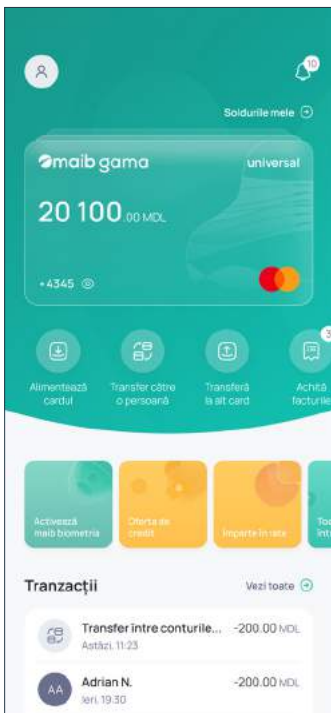 10
Soldurile mele
maib gama universal
20 100.00 MDL
•4345
3
Alimentează cardul
Transfer către o persoană
Transferă la alt card
Achită facturile
Activează maib biometria
Oferta de credit
Împarte în rate
Tranzacții Vezi toate
Transfer între conturile... -200.00 MDL
Astăzi, 11:23
AA Adrian N. -200.00 MDL
Ieri, 19:30